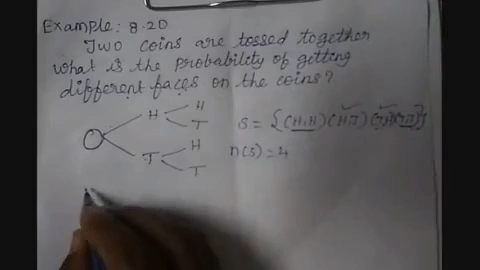 Example: 8.20
Two coins are tossed together
what is the probability of getting
different faces on the coins?
H
H
T
T
H
T
S = {(H,H) (H,T) (T,H) (T,T)}
n(s) = 4